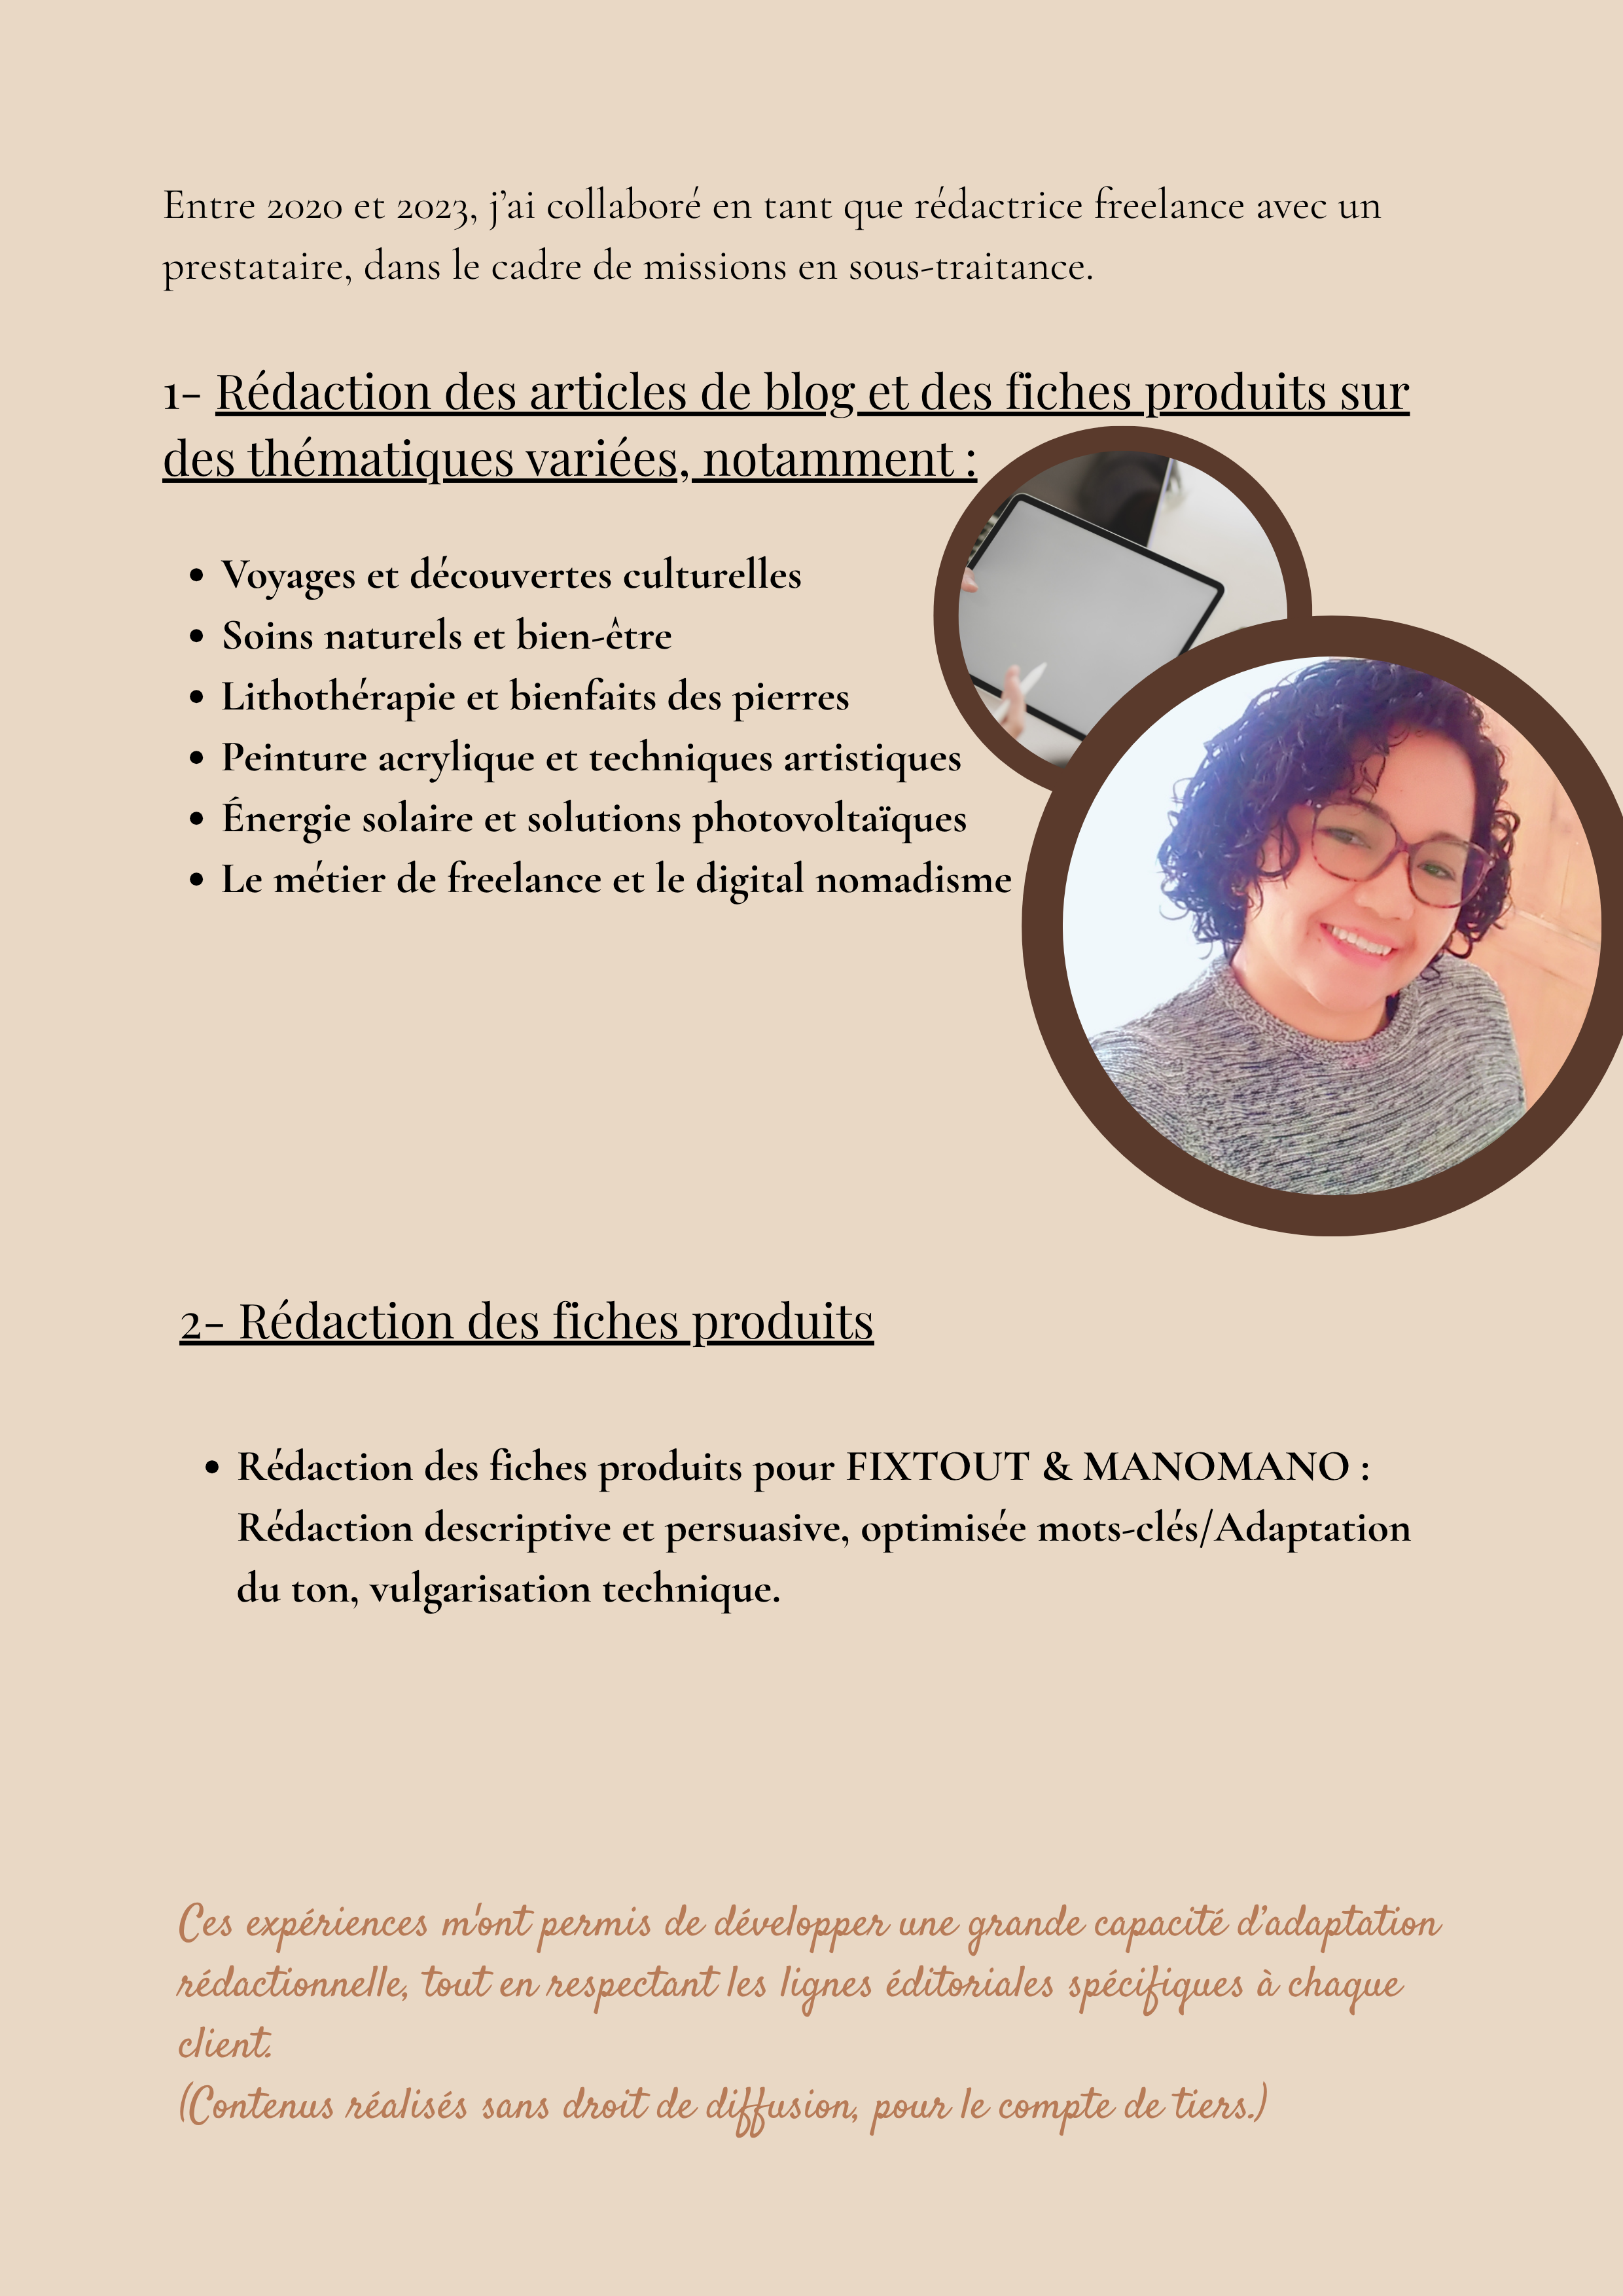 Entre 2020 et 2023, j’ai collaboré en tant que rédactrice freelance avec un
prestataire, dans le cadre de missions en sous-traitance.
1- Rédaction des articles de blog et des fiches produits sur
des thématiques variées, notamment :
• Voyages et découvertes culturelles
• Soins naturels et bien-être
• Lithothérapie et bienfaits des pierres
• Peinture acrylique et techniques artistiques
• Énergie solaire et solutions photovoltaïques
• Le métier de freelance et le digital nomadisme
2- Rédaction des fiches produits
• Rédaction des fiches produits pour FIXTOUT & MANOMANO :
Rédaction descriptive et persuasive, optimisée mots-clés/Adaptation
du ton, vulgarisation technique.
Ces expériences m'ont permis de développer une grande capacité d’adaptation
rédactionnelle, tout en respectant les lignes éditoriales spécifiques à chaque
client.
(Contenus réalisés sans droit de diffusion, pour le compte de tiers.)